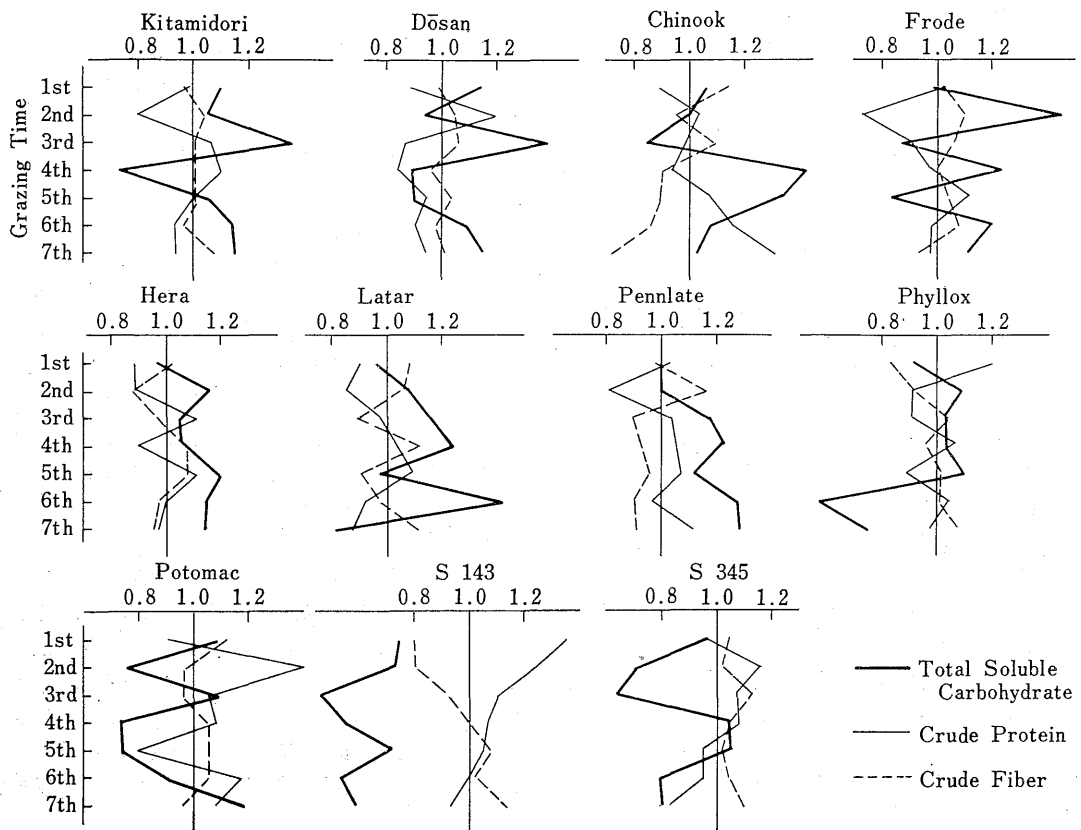 Kitamidori Dōsan Chinook Frode
0.8 1.0 1.2 0.8 1.0 1.2 0.8 1.0 1.2 0.8 1.0 1.2
Grazing Time
1st
2nd
3rd
4th
5th
6th
7th
Hera Latar Pennlate Phyllox
0.8 1.0 1.2 0.8 1.0 1.2 0.8 1.0 1.2 0.8 1.0 1.2
1st
2nd
3rd
4th
5th
6th
7th
Potomac S 143 S 345
1.0 1.2 0.8 1.0 0.8 1.0 1.2
1st
2nd
3rd
4th
5th
6th
7th
Total Soluble
Carbohydrate
Crude Protein
Crude Fiber